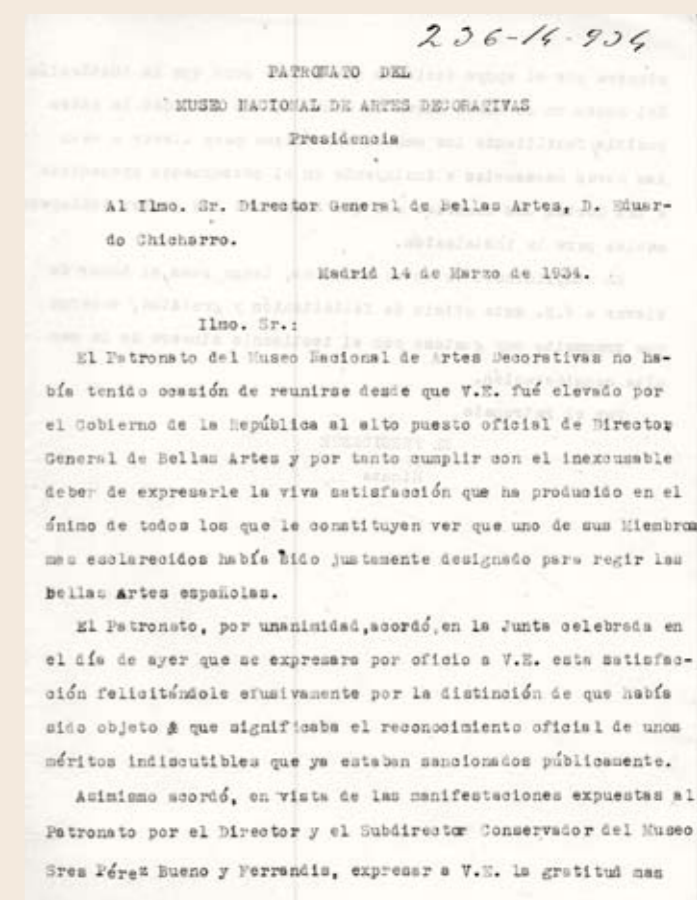 236-14-934
PATRONATO DEL
MUSEO NACIONAL DE ARTES DECORATIVAS
Presidencia
Al Ilmo. Sr. Director General de Bellas Artes, D. Eduar-
do Chicharro.
Madrid 14 de Marzo de 1934.
Ilmo. Sr.:
El Patronato del Museo Nacional de Artes Decorativas no ha-
bía tenido ocasión de reunirse desde que V.E. fué elevado por
el Gobierno de la República al alto puesto oficial de Director
General de Bellas Artes y por tanto cumplir con el inexcusable
deber de expresarle la viva satisfacción que ha producido en el
ánimo de todos los que le constituyen ver que uno de sus Miembros
mas esclarecidos había sido justamente designado para regir las
bellas Artes españolas.
El Patronato, por unanimidad,acordó,en la Junta celebrada en
el día de ayer que se expresara por oficio a V.E. esta satisfac-
ción felicitándole efusivamente por la distinción de que había
sido objeto & que significaba el reconocimiento oficial de unos
méritos indiscutibles que ya estaban sancionados públicamente.
Asimismo acordó, en vista de las manifestaciones expuestas al
Patronato por el Director y el Subdirector Conservador del Museo
Sres Pérez Bueno y Ferrandis, expresar a V.E. la gratitud mas